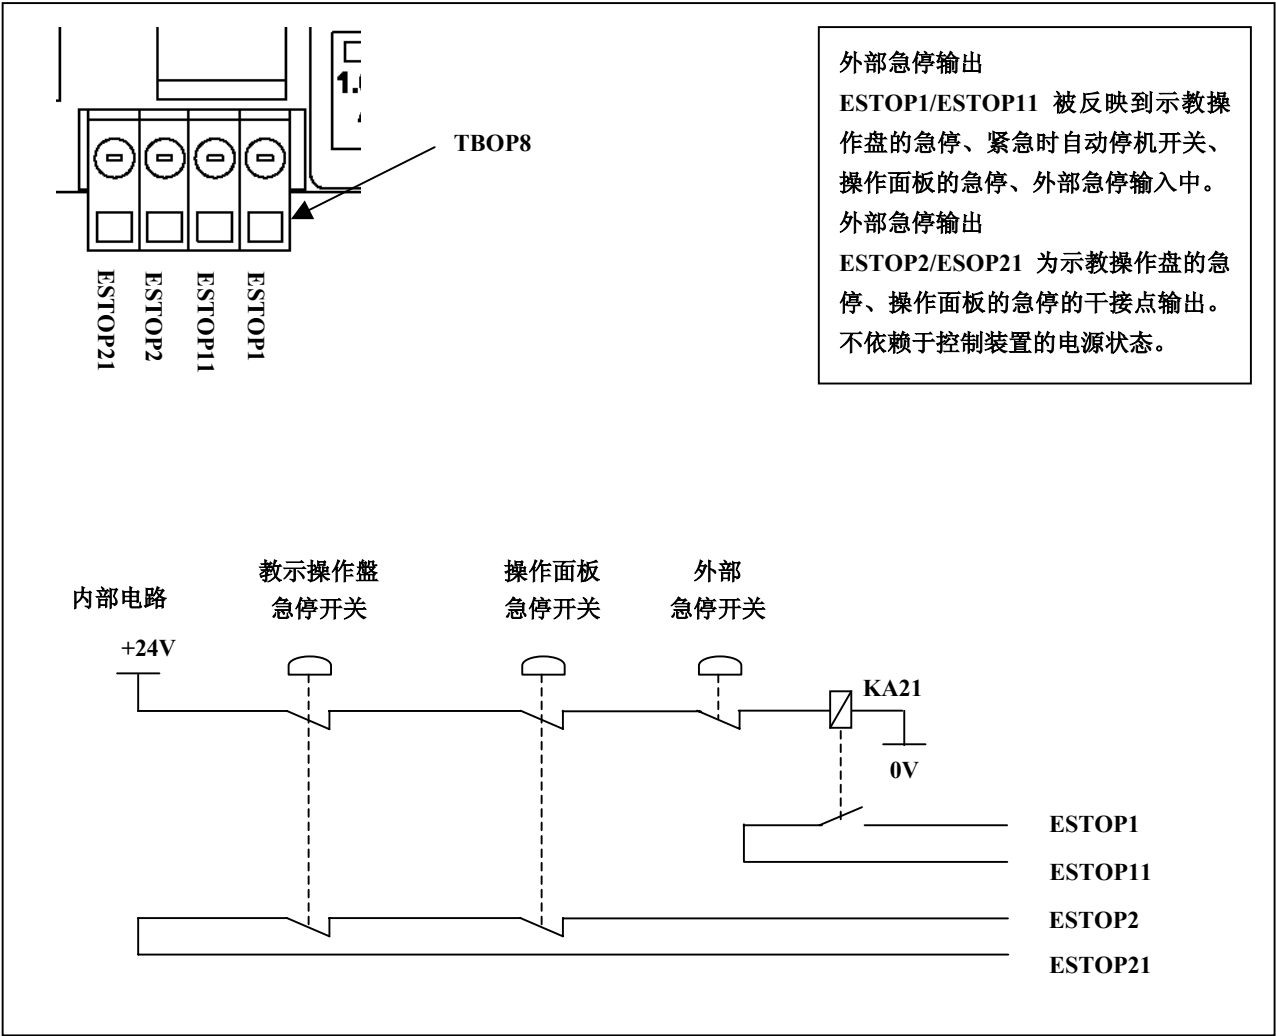 1.
TBOP8
ESTOP21
ESTOP2
ESTOP11
ESTOP1
外部急停输出
ESTOP1/ESTOP11 被反映到示教操
作盘的急停、紧急时自动停机开关、
操作面板的急停、外部急停输入中。
外部急停输出
ESTOP2/ESOP21 为示教操作盘的急
停、操作面板的急停的干接点输出。
不依赖于控制装置的电源状态。
内部电路
+24V
教示操作盤
急停开关
操作面板
急停开关
外部
急停开关
KA21
0V
ESTOP1
ESTOP11
ESTOP2
ESTOP21